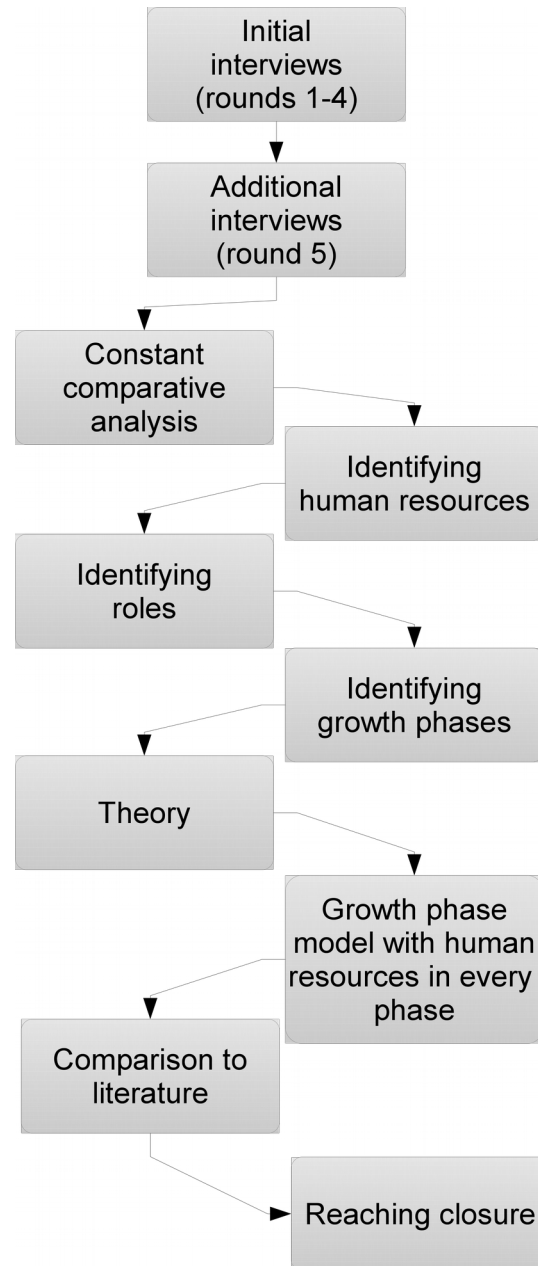 Initial
interviews
(rounds 1-4)
Additional
interviews
(round 5)
Constant
comparative
analysis
Identifying
human resources
Identifying
roles
Identifying
growth phases
Theory
Growth phase
model with human
resources in every
phase
Comparison to
literature
Reaching closure